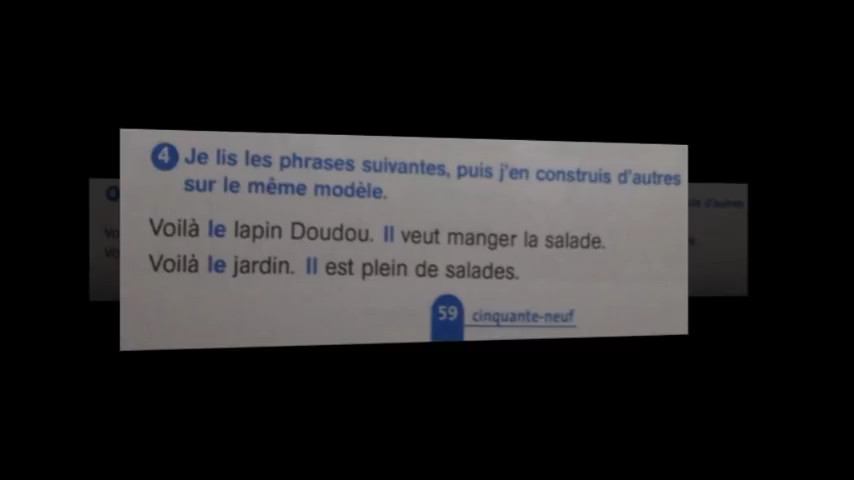 4 Je lis les phrases suivantes, puis j'en construis d'autres
sur le même modèle.
Voilà le lapin Doudou. Il veut manger la salade.
Voilà le jardin. Il est plein de salades.
59 cinquante-neuf